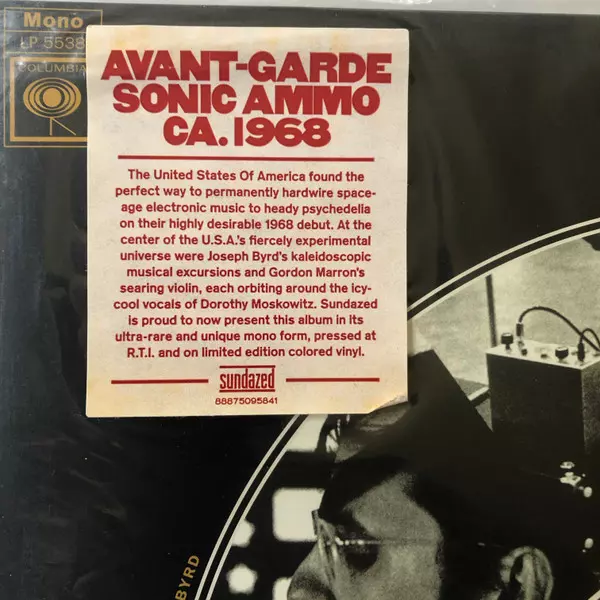 Mono
LP 5538
COLUMBIA
AVANT-GARDE
SONIC AMMO
CA. 1968
The United States Of America found the
perfect way to permanently hardwire space-
age electronic music to heady psychedelia
on their highly desirable 1968 debut. At the
center of the U.S.A.'s fiercely experimental
universe were Joseph Byrd's kaleidoscopic
musical excursions and Gordon Marron's
searing violin, each orbiting around the icy-
cool vocals of Dorothy Moskowitz. Sundazed
is proud to now present this album in its
ultra-rare and unique mono form, pressed at
R.T.I. and on limited edition colored vinyl.
sundazed
88875095841
BYRD